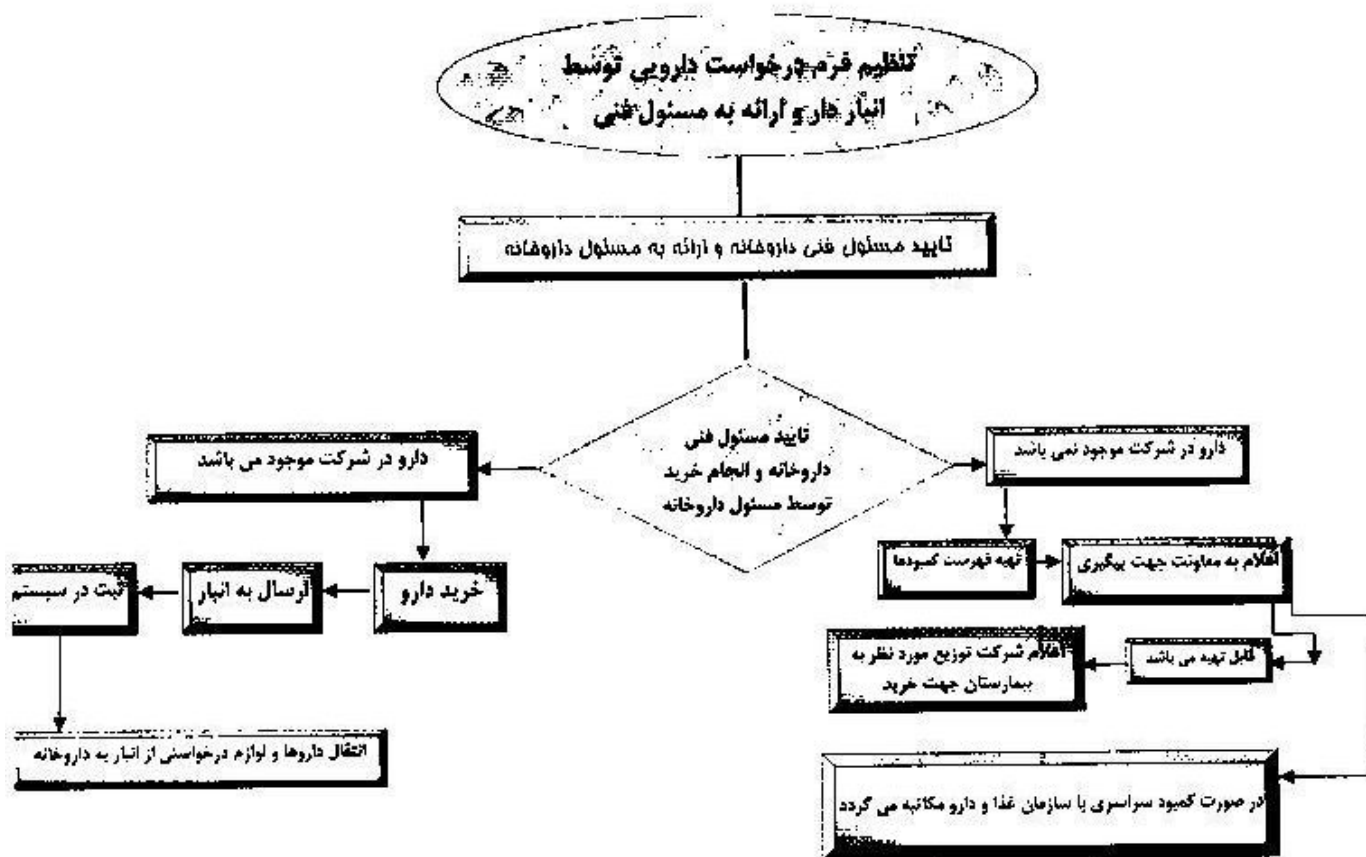 تنظیم فرم درخواست دارویی توسط
انبار دار و ارائه به مسئول فنی
تایید مسئول فنی داروخانه و ارائه به مسئول داروخانه
تایید مسئول فنی
داروخانه و انجام خرید
توسط مسئول داروخانه
دارو در شرکت موجود نمی باشد
تهیه فهرست کمبودها
اعلام به معاونت جهت پیگیری
قابل تهیه می باشد
اعلام شرکت توزیع مورد نظر به
بیمارستان جهت خرید
در صورت کمبود سراسری با سازمان غذا و دارو مکاتبه می گردد
دارو در شرکت موجود می باشد
خرید دارو
ارسال به انبار
ثبت در سیستم
انتقال داروها و لوازم درخواستی از انبار به داروخانه